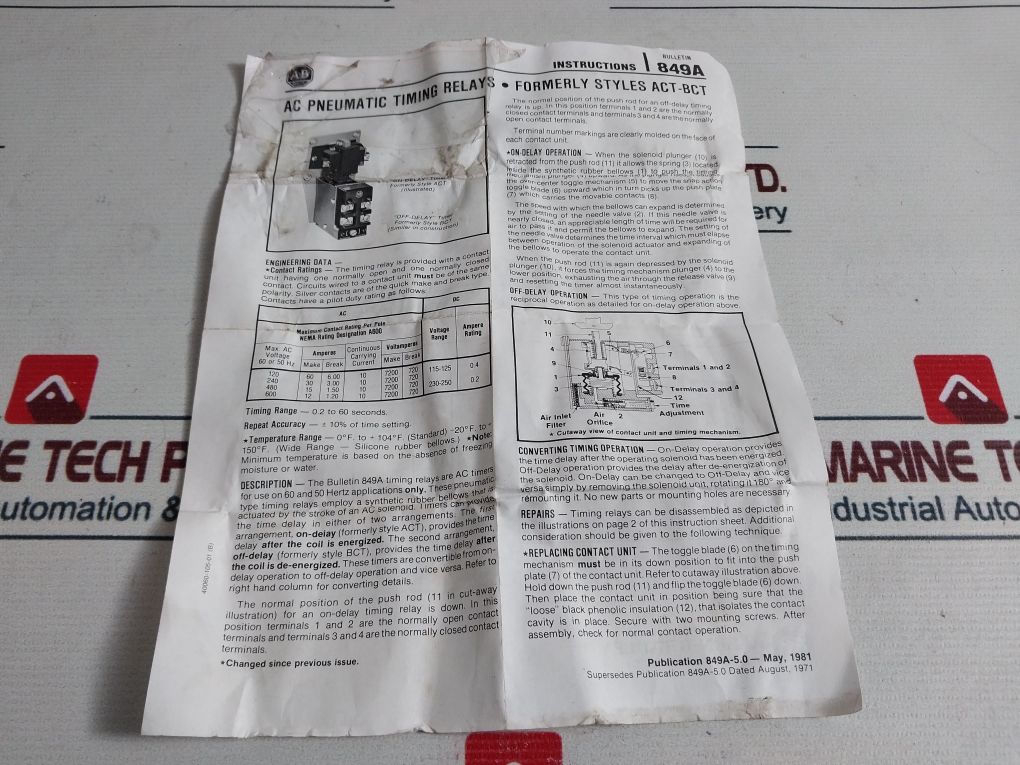 AB
INSTRUCTIONS
BULLETIN
849A
AC PNEUMATIC TIMING RELAYS • FORMERLY STYLES ACT-BCT
"ON-DELAY" Timer
Formerly Style ACT
(Illustrated)
"OFF-DELAY" Timer
Formerly Style BCT
(Similar in construction)
ENGINEERING DATA —
★Contact Ratings — The timing relay is provided with a contact
unit having one normally open and one normally closed
contact. Circuits wired to a contact unit must be of the same
polarity. Silver contacts are of the quick make and break type.
Contacts have a pilot duty rating as follows:
AC
DC
Maximum Contact Rating Per Pole
NEMA Rating Designation A600
Voltage
Range
Ampere
Rating
Max. AC
Voltage
60 or 50 Hz
Amperes
Make Break
Continuous
Carrying
Current
Voltamperes
Make Break
120 60 6.00 10 7200 720
240 30 3.00 10 7200 720
480 15 1.50 10 7200 720
600 12 1.20 10 7200 720
115-125 0.4
230-250 0.2
Timing Range — 0.2 to 60 seconds.
Repeat Accuracy — ± 10% of time setting.
★Temperature Range — 0°F. to + 104°F. (Standard) -20°F. to +
150°F. (Wide Range — Silicone rubber bellows.) ★Note:
Minimum temperature is based on the absence of freezing
moisture or water.
DESCRIPTION — The Bulletin 849A timing relays are AC timers
for use on 60 and 50 Hertz applications only. These pneumatic
type timing relays employ a synthetic rubber bellows that is
actuated by the stroke of an AC solenoid. Timers can provide
the time delay in either of two arrangements. The first
arrangement, on-delay (formerly style ACT), provides the time
delay after the coil is energized. The second arrangement,
off-delay (formerly style BCT), provides the time delay after
the coil is de-energized. These timers are convertible from on-
delay operation to off-delay operation and vice versa. Refer to
right hand column for converting details.
The normal position of the push rod (11 in cut-away
illustration) for an on-delay timing relay is down. In this
position terminals 1 and 2 are the normally open contact
terminals and terminals 3 and 4 are the normally closed contact
terminals.
★Changed since previous issue.
40060-105-01 (B)
The normal position of the push rod for an off-delay timing
relay is up. In this position terminals 1 and 2 are the normally
closed contact terminals and terminals 3 and 4 are the normally
open contact terminals.
Terminal number markings are clearly molded on the face of
each contact unit.
★ON-DELAY OPERATION — When the solenoid plunger (10) is
retracted from the push rod (11) it allows the spring (3) located
inside the synthetic rubber bellows (1) to push the timing
mechanism plunger
the over-center toggle mechanism (5) to move the snap action
toggle blade (6) upward which in turn picks up the push plate
(7) which carries the movable contacts (8).
The speed with which the bellows can expand is determined
by the setting of the needle valve (2). If this needle valve is
nearly closed, an appreciable length of time will be required for
air to pass it and permit the bellows to expand. The setting of
the needle valve determines the time interval which must elapse
between operation of the solenoid actuator and expanding of
the bellows to operate the contact unit.
When the push rod (11) is again depressed by the solenoid
plunger (10), it forces the timing mechanism plunger (4) to the
lower position, exhausting the air through the release valve (9)
and resetting the timer almost instantaneously.
OFF-DELAY OPERATION — This type of timing operation is the
reciprocal operation as detailed for on-delay operation above.
10
11
4
9
1
3
5
6
7
Terminals 1 and 2
8
Terminals 3 and 4
12
Time
Adjustment
Air Inlet
Filter
Air
Orifice
2
★ Cutaway view of contact unit and timing mechanism.
CONVERTING TIMING OPERATION — On-Delay operation provides
the time delay after the operating solenoid has been energized.
Off-Delay operation provides the delay after de-energization of
the solenoid. On-Delay can be changed to Off-Delay and vice
versa simply by removing the solenoid unit, rotating it 180° and
remounting it. No new parts or mounting holes are necessary.
REPAIRS — Timing relays can be disassembled as depicted in
the illustrations on page 2 of this instruction sheet. Additional
consideration should be given to the following technique.
★REPLACING CONTACT UNIT — The toggle blade (6) on the timing
mechanism must be in its down position to fit into the push
plate (7) of the contact unit. Refer to cutaway illustration above.
Hold down the push rod (11) and flip the toggle blade (6) down.
Then place the contact unit in position being sure that the
"loose" black phenolic insulation (12), that isolates the contact
cavity is in place. Secure with two mounting screws. After
assembly, check for normal contact operation.
Publication 849A-5.0 — May, 1981
Supersedes Publication 849A-5.0 Dated August, 1971
TD.
ery
NE TECH P
utomation &
MARINE TECH
ndustrial Auto